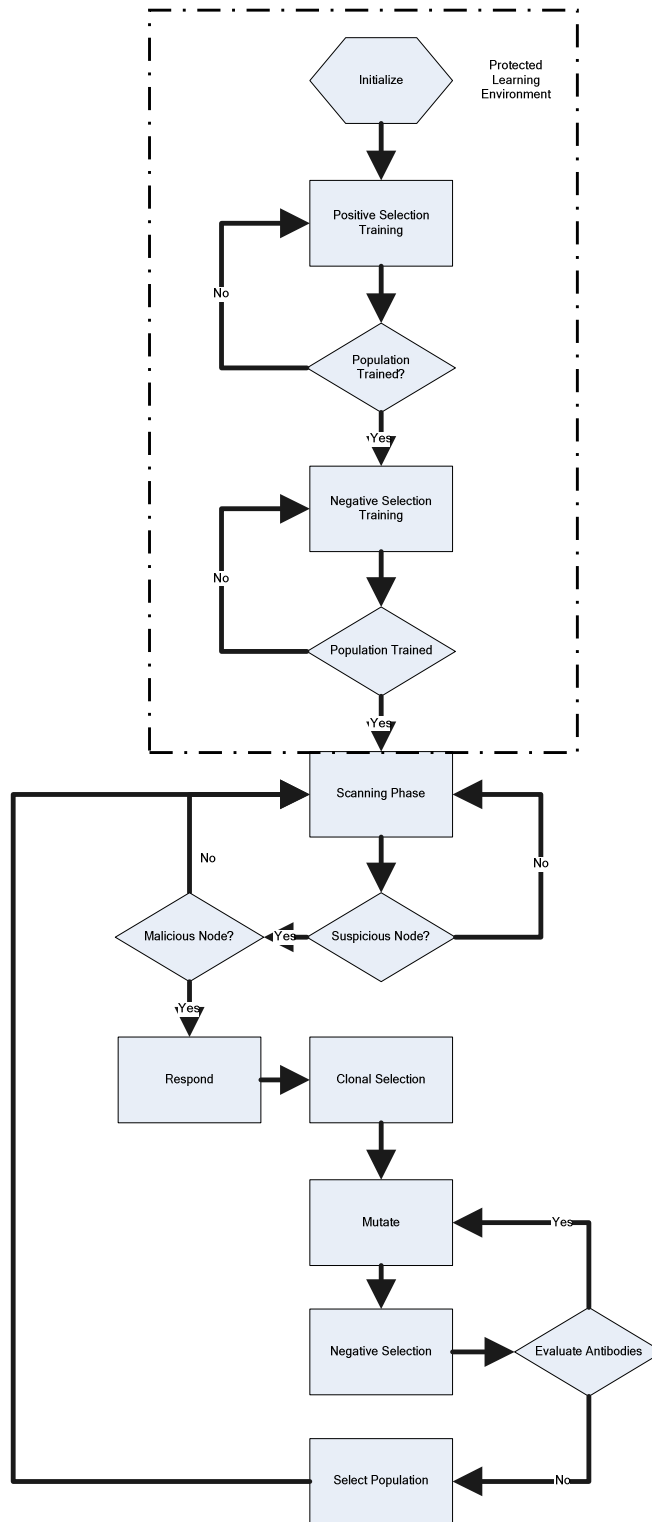 Initialize
Protected
Learning
Environment
Positive Selection
Training
No
Population
Trained?
Yes
Negative Selection
Training
No
Population Trained
Yes
Scanning Phase
No
No
Malicious Node?
Yes
Suspicious Node?
Yes
Respond
Clonal Selection
Mutate
Yes
Negative Selection
Evaluate Antibodies
Select Population
No